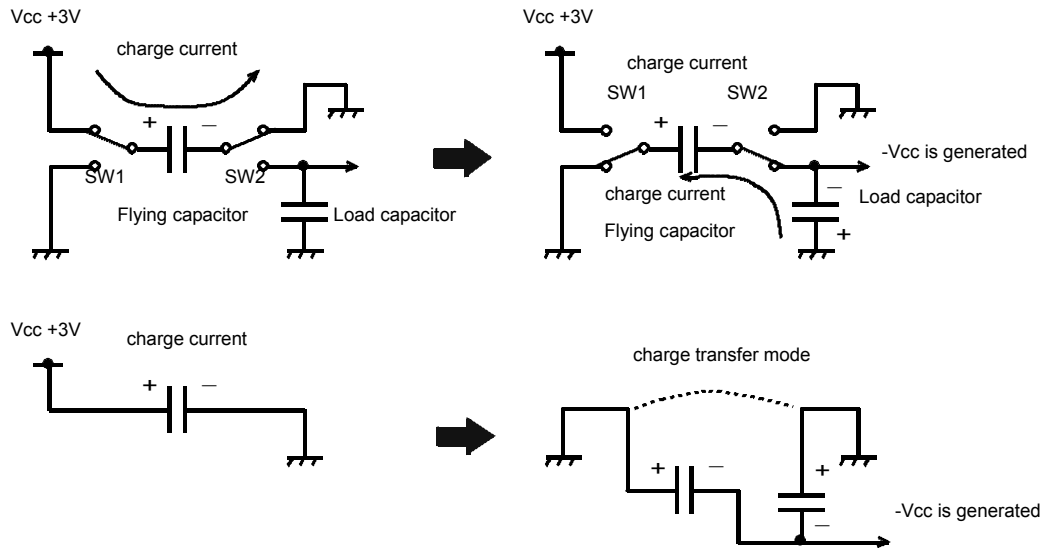 Vcc +3V
charge current
+ −
SW1
SW2
Flying capacitor
Load capacitor
Vcc +3V
charge current
SW1
SW2
+ −
-Vcc is generated
charge current
−
Load capacitor
Flying capacitor
+
Vcc +3V
charge current
+ −
charge transfer mode
+ −
+
-Vcc is generated
−